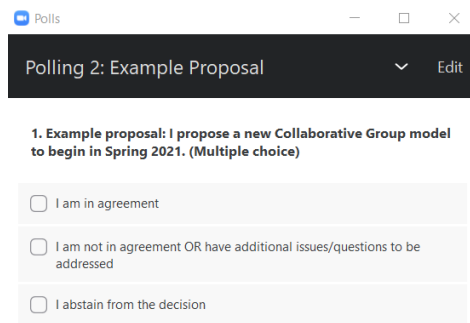 Polls
Polling 2: Example Proposal
Edit
1. Example proposal: I propose a new Collaborative Group model
to begin in Spring 2021. (Multiple choice)
I am in agreement
I am not in agreement OR have additional issues/questions to be
addressed
I abstain from the decision